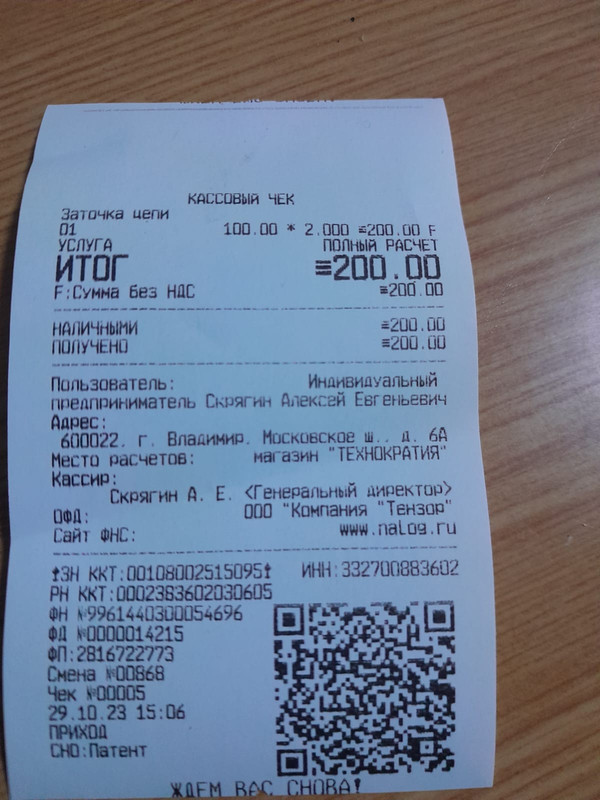 КАССОВЫЙ ЧЕК
Заточка цепи
01 100.00 * 2.000 ≡200.00 F
УСЛУГА ПОЛНЫЙ РАСЧЕТ
ИТОГ ≡200.00
F:Сумма без НДС ≡200.00
НАЛИЧНЫМИ ≡200.00
ПОЛУЧЕНО ≡200.00
Пользователь: Индивидуальный
предприниматель Скрягин Алексей Евгеньевич
Адрес:
600022, г. Владимир, Московское ш., д. 6А
Место расчетов: магазин "ТЕХНОКРАТИЯ"
Кассир:
Скрягин А. Е. <Генеральный директор>
ОФД: ООО "Компания "Тензор"
Сайт ФНС: www.nalog.ru
ЗН ККТ:00108002515095 ИНН:332700883602
РН ККТ:0002383602030605
ФН №9961440300054696
ФД №0000014215
ФП:2816722773
Смена №00868
Чек №00005
29.10.23 15:06
ПРИХОД
СНО:Патент
ЖДЕМ ВАС СНОВА!